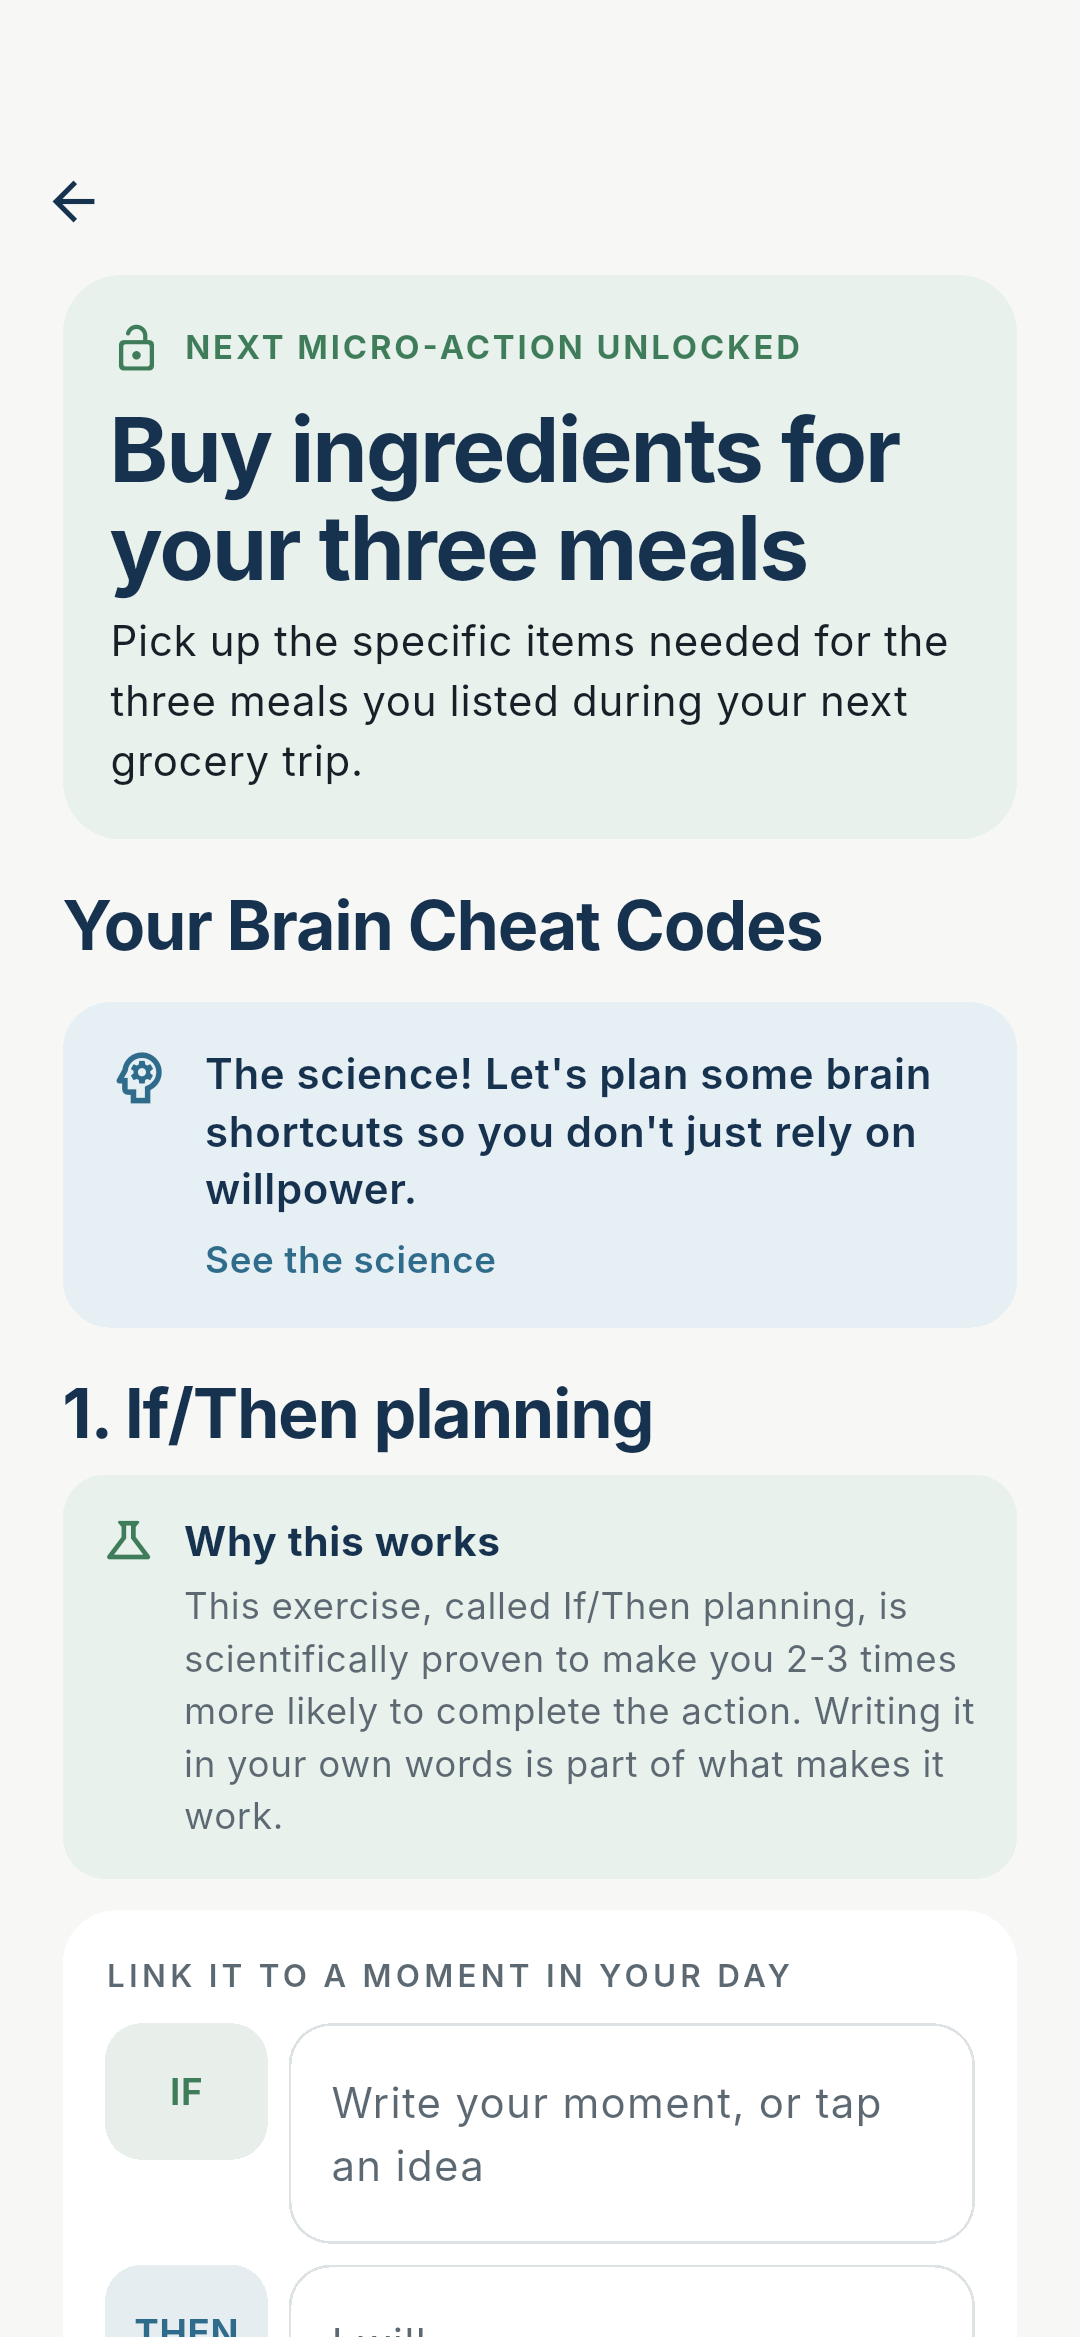 NEXT MICRO-ACTION UNLOCKED
Buy ingredients for
your three meals
Pick up the specific items needed for the
three meals you listed during your next
grocery trip.
Your Brain Cheat Codes
The science! Let's plan some brain
shortcuts so you don't just rely on
willpower.
See the science
1. If/Then planning
Why this works
This exercise, called If/Then planning, is
scientifically proven to make you 2-3 times
more likely to complete the action. Writing it
in your own words is part of what makes it
work.
LINK IT TO A MOMENT IN YOUR DAY
IF
Write your moment, or tap
an idea
THEN
I will